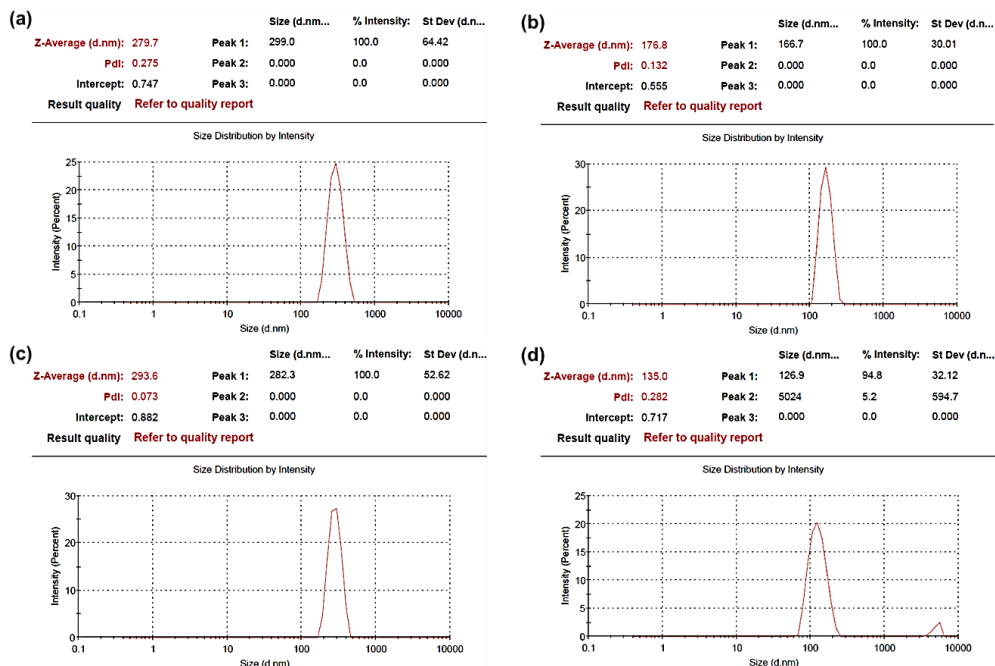 (a)
Size (d.nm... % Intensity: St Dev (d.n...
Z-Average (d.nm): 279.7 Peak 1: 299.0 100.0 64.42
PdI: 0.275 Peak 2: 0.000 0.0 0.000
Intercept: 0.747 Peak 3: 0.000 0.0 0.000
Result quality Refer to quality report
Size Distribution by Intensity
Intensity (Percent)
25
20
15
10
5
0
0.1 1 10 100 1000 10000
Size (d.nm)
(b)
Size (d.nm... % Intensity: St Dev (d.n...
Z-Average (d.nm): 176.8 Peak 1: 166.7 100.0 30.01
PdI: 0.132 Peak 2: 0.000 0.0 0.000
Intercept: 0.555 Peak 3: 0.000 0.0 0.000
Result quality Refer to quality report
Size Distribution by Intensity
Intensity (Percent)
30
20
10
0
0.1 1 10 100 1000 10000
Size (d.nm)
(c)
Size (d.nm... % Intensity: St Dev (d.n...
Z-Average (d.nm): 293.6 Peak 1: 282.3 100.0 52.62
PdI: 0.073 Peak 2: 0.000 0.0 0.000
Intercept: 0.882 Peak 3: 0.000 0.0 0.000
Result quality Refer to quality report
Size Distribution by Intensity
Intensity (Percent)
30
20
10
0
0.1 1 10 100 1000 10000
Size (d.nm)
(d)
Size (d.nm... % Intensity: St Dev (d.n...
Z-Average (d.nm): 135.0 Peak 1: 126.9 94.8 32.12
PdI: 0.282 Peak 2: 5024 5.2 594.7
Intercept: 0.717 Peak 3: 0.000 0.0 0.000
Result quality Refer to quality report
Size Distribution by Intensity
Intensity (Percent)
25
20
15
10
5
0
0.1 1 10 100 1000 10000
Size (d.nm)